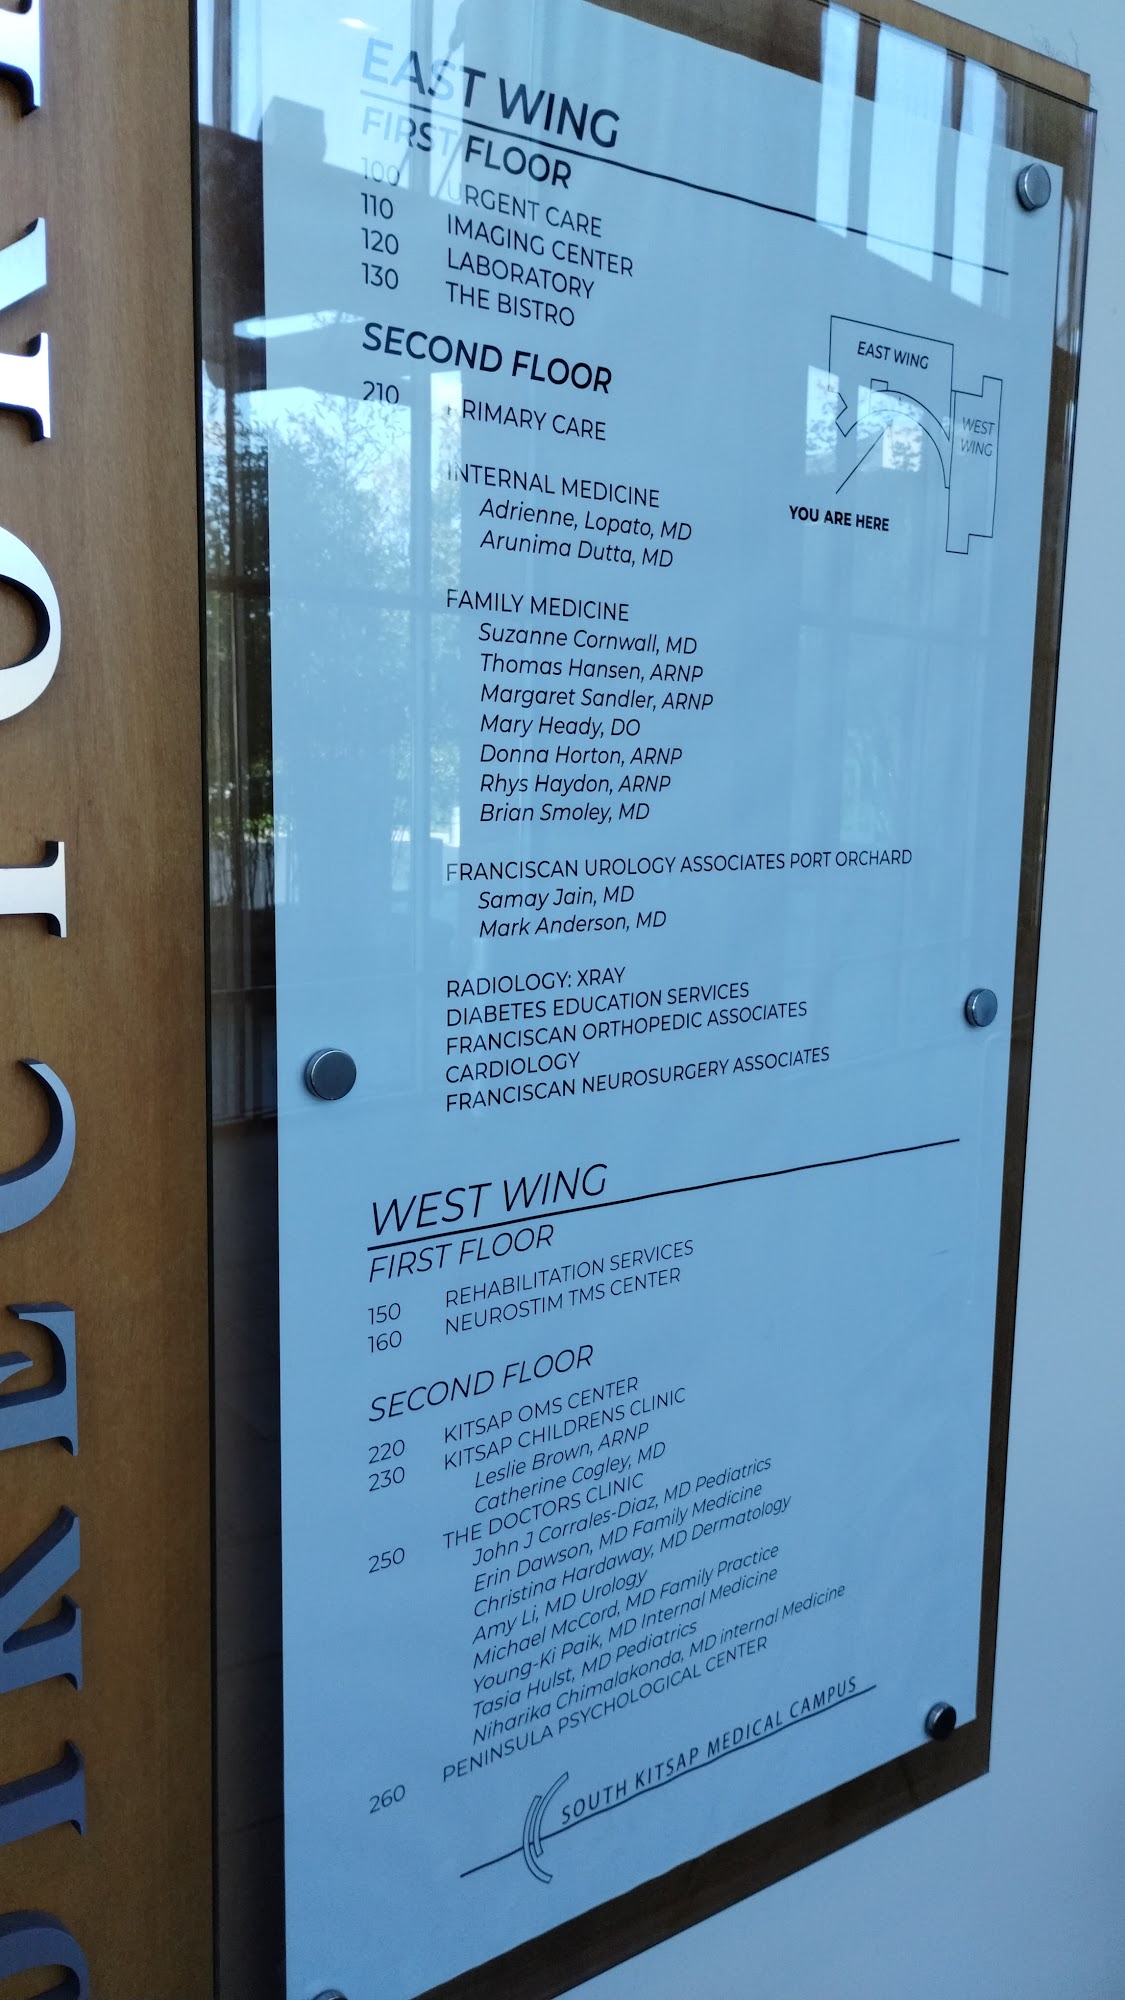 DIRECTORY
EAST WING
FIRST FLOOR
100 URGENT CARE
110 IMAGING CENTER
120 LABORATORY
130 THE BISTRO
SECOND FLOOR
210 PRIMARY CARE
INTERNAL MEDICINE
Adrienne, Lopato, MD
Arunima Dutta, MD
FAMILY MEDICINE
Suzanne Cornwall, MD
Thomas Hansen, ARNP
Margaret Sandler, ARNP
Mary Heady, DO
Donna Horton, ARNP
Rhys Haydon, ARNP
Brian Smoley, MD
FRANCISCAN UROLOGY ASSOCIATES PORT ORCHARD
Samay Jain, MD
Mark Anderson, MD
RADIOLOGY: XRAY
DIABETES EDUCATION SERVICES
FRANCISCAN ORTHOPEDIC ASSOCIATES
CARDIOLOGY
FRANCISCAN NEUROSURGERY ASSOCIATES
EAST WING
WEST
WING
YOU ARE HERE
WEST WING
FIRST FLOOR
150 REHABILITATION SERVICES
160 NEUROSTIM TMS CENTER
SECOND FLOOR
220 KITSAP OMS CENTER
230 KITSAP CHILDRENS CLINIC
Leslie Brown, ARNP
Catherine Cogley, MD
250 THE DOCTORS CLINIC
John J Corrales-Diaz, MD Pediatrics
Erin Dawson, MD Family Medicine
Christina Hardaway, MD Dermatology
Amy Li, MD Urology
Michael McCord, MD Family Practice
Young-Ki Paik, MD Internal Medicine
Tasia Hulst, MD Pediatrics
Niharika Chimalakonda, MD internal Medicine
260 PENINSULA PSYCHOLOGICAL CENTER
SOUTH KITSAP MEDICAL CAMPUS